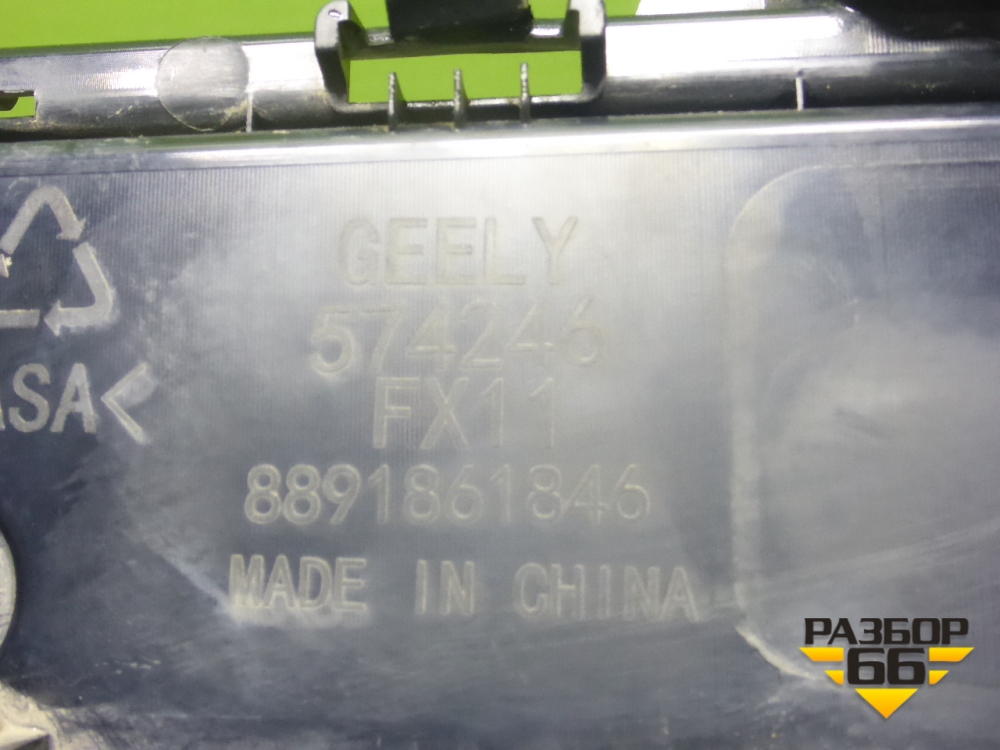 GEELY
574246
FX11
ASA<
8891861846
MADE IN CHINA
РАЗБОР
66